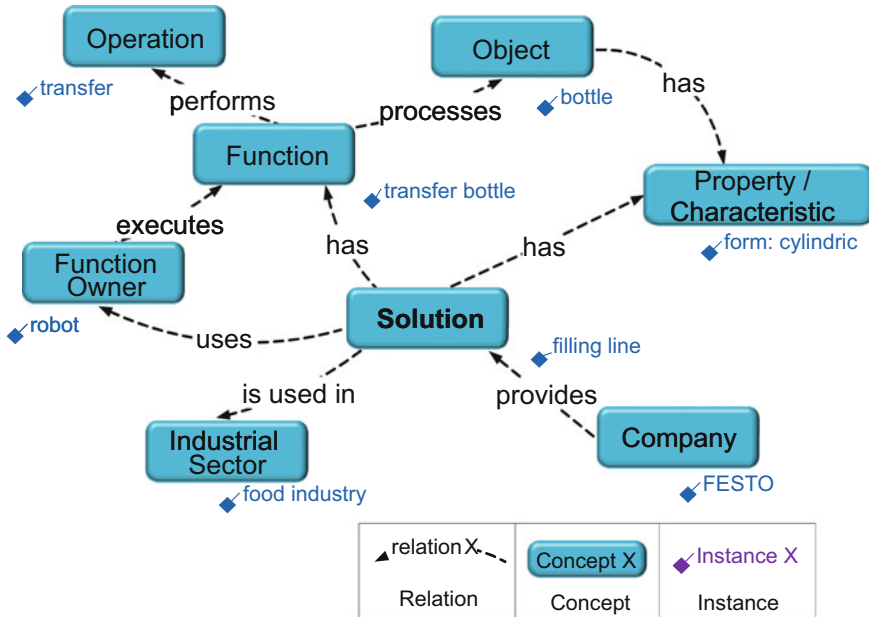 Operation
transfer
performs
Object
bottle
has
processes
Function
transfer bottle
Property /
Characteristic
form: cylindric
executes
has
has
Function
Owner
robot
uses
Solution
filling line
is used in
provides
Industrial
Sector
food industry
Company
FESTO
relation X
Concept X
Instance X
Relation
Concept
Instance